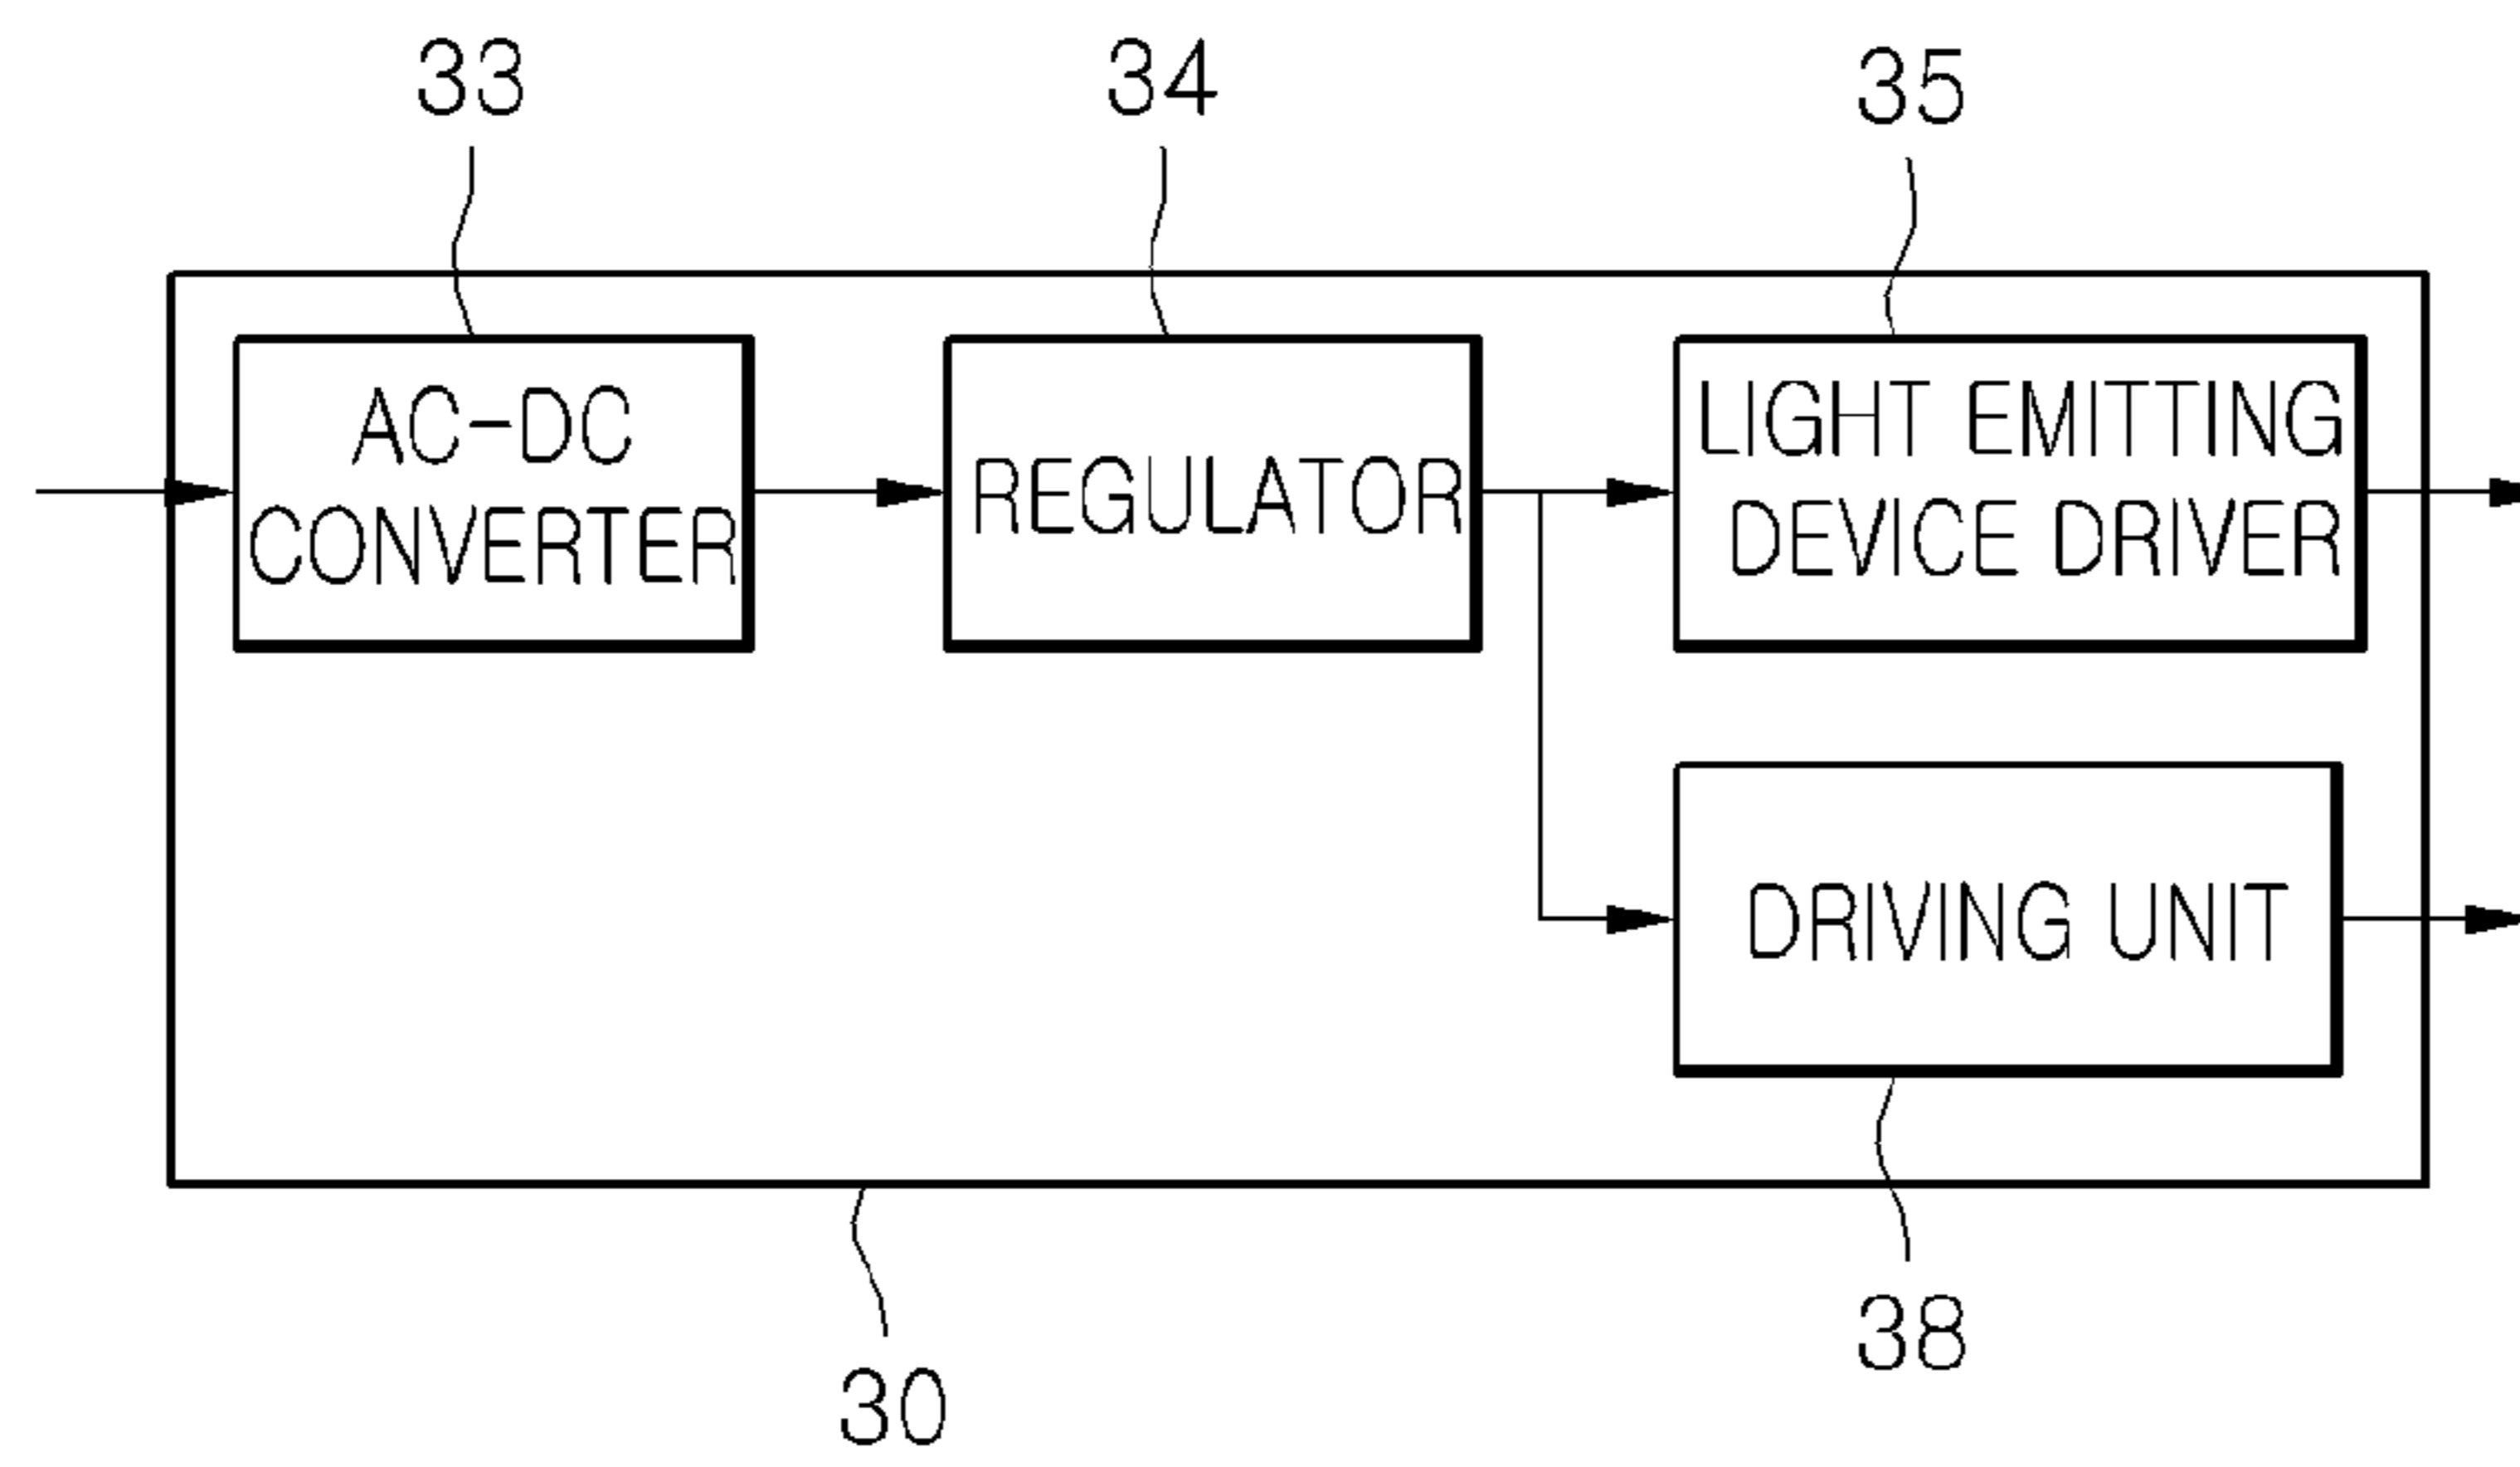 33
34
35
AC-DC
CONVERTER
REGULATOR
LIGHT EMITTING
DEVICE DRIVER
DRIVING UNIT
38
30